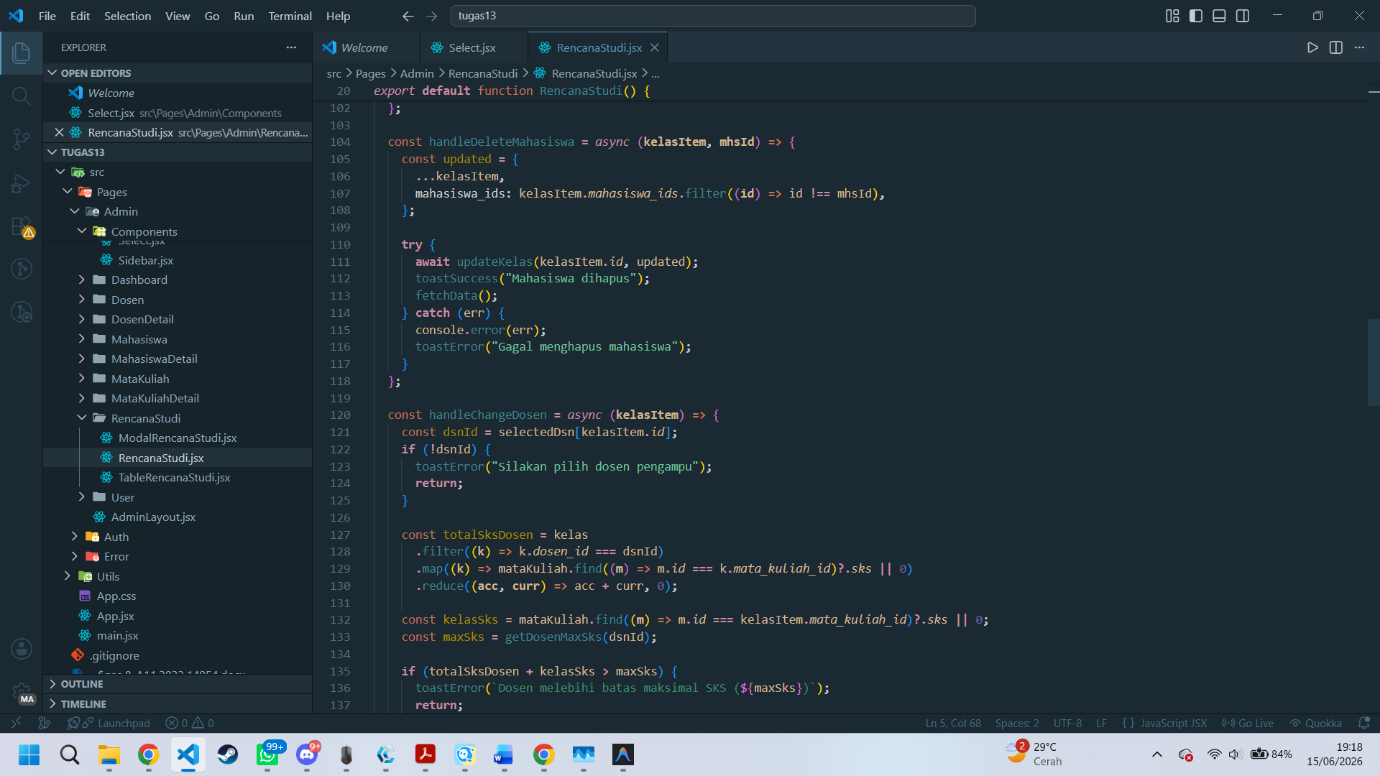 File Edit Selection View Go Run Terminal Help
tugas13
EXPLORER
OPEN EDITORS
Welcome
Select.jsx src\Pages\Admin\Components
RencanaStudi.jsx src\Pages\Admin\Rencana...
TUGAS13
src
Pages
Admin
Components
Select.jsx
Sidebar.jsx
Dashboard
Dosen
DosenDetail
Mahasiswa
MahasiswaDetail
MataKuliah
MataKuliahDetail
RencanaStudi
ModalRencanaStudi.jsx
RencanaStudi.jsx
TableRencanaStudi.jsx
User
AdminLayout.jsx
Auth
Error
Utils
App.css
App.jsx
main.jsx
.gitignore
OUTLINE
TIMELINE
MA
Welcome Select.jsx RencanaStudi.jsx
src > Pages > Admin > RencanaStudi > RencanaStudi.jsx > ...
20 export default function RencanaStudi() {
102 };
103
104 const handleDeleteMahasiswa = async (kelasItem, mhsId) => {
105 const updated = {
106 ...kelasItem,
107 mahasiswa_ids: kelasItem.mahasiswa_ids.filter((id) => id !== mhsId),
108 };
109
110 try {
111 await updateKelas(kelasItem.id, updated);
112 toastSuccess("Mahasiswa dihapus");
113 fetchData();
114 } catch (err) {
115 console.error(err);
116 toastError("Gagal menghapus mahasiswa");
117 }
118 };
119
120 const handleChangeDosen = async (kelasItem) => {
121 const dsnId = selectedDsn[kelasItem.id];
122 if (!dsnId) {
123 toastError("Silakan pilih dosen pengampu");
124 return;
125 }
126
127 const totalSksDosen = kelas
128 .filter((k) => k.dosen_id === dsnId)
129 .map((k) => mataKuliah.find((m) => m.id === k.mata_kuliah_id)?.sks || 0)
130 .reduce((acc, curr) => acc + curr, 0);
131
132 const kelasSks = mataKuliah.find((m) => m.id === kelasItem.mata_kuliah_id)?.sks || 0;
133 const maxSks = getDosenMaxSks(dsnId);
134
135 if (totalSksDosen + kelasSks > maxSks) {
136 toastError(`Dosen melebihi batas maksimal SKS (${maxSks})`);
137 return;
Launchpad 0 0 Ln 5, Col 68 Spaces: 2 UTF-8 LF { } JavaScript JSX Go Live Quokka
99+ 9+ 2 29°C Cerah 84% 19:18 15/06/2026